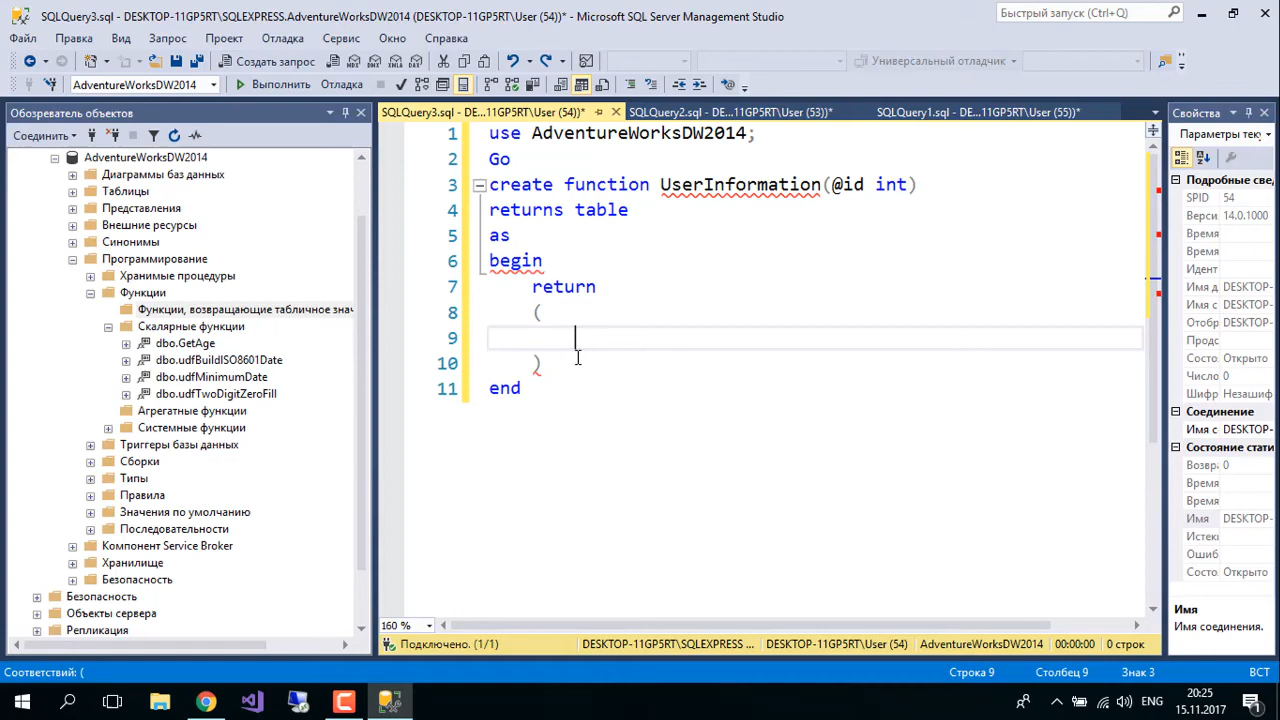 SQLQuery3.sql - DESKTOP-11GP5RT\SQLEXPRESS.AdventureWorksDW2014 (DESKTOP-11GP5RT\User (54))* - Microsoft SQL Server Management Studio
Быстрый запуск (Ctrl+Q)
Файл Правка Вид Запрос Проект Отладка Сервис Окно Справка
Создать запрос
Универсальный отладчик
AdventureWorksDW2014
Выполнить Отладка
Обозреватель объектов
SQLQuery3.sql - DE...11GP5RT\User (54))*
SQLQuery2.sql - DE...11GP5RT\User (53))*
SQLQuery1.sql - DE...11GP5RT\User (55))*
Свойства
Соединить
AdventureWorksDW2014
Диаграммы баз данных
Таблицы
Представления
Внешние ресурсы
Синонимы
Программирование
Хранимые процедуры
Функции
Функции, возвращающие табличное знач
Скалярные функции
dbo.GetAge
dbo.udfBuildISO8601Date
dbo.udfMinimumDate
dbo.udfTwoDigitZeroFill
Агрегатные функции
Системные функции
Триггеры базы данных
Сборки
Типы
Правила
Значения по умолчанию
Последовательности
Компонент Service Broker
Хранилище
Безопасность
Безопасность
Объекты сервера
Репликация
1 use AdventureWorksDW2014;
2 Go
3 create function UserInformation(@id int)
4 returns table
5 as
6 begin
7 return
8 (
9
10 )
11 end
160 %
Параметры тек
Подробные све
SPID 54
Верси 14.0.1000
Время
Идент
Имя д DESKTOP-
Имя с DESKTOP-
Отобр DESKTOP-
Продс
Состо Открыто
Число 0
Шифр Незашиф
Соединение
Имя с DESKTOP-
Состояние стати
Возвр 0
Время
Время
Имя DESKTOP-
Истек
Ошиб
Состо Открыто
Имя
Имя соединения.
Подключено. (1/1)
DESKTOP-11GP5RT\SQLEXPRESS ... DESKTOP-11GP5RT\User (54) AdventureWorksDW2014 00:00:00 0 строк
Соответствий: (
Строка 9 Столбец 9 Знак 3 ВСТ
ENG
20:25
15.11.2017
1